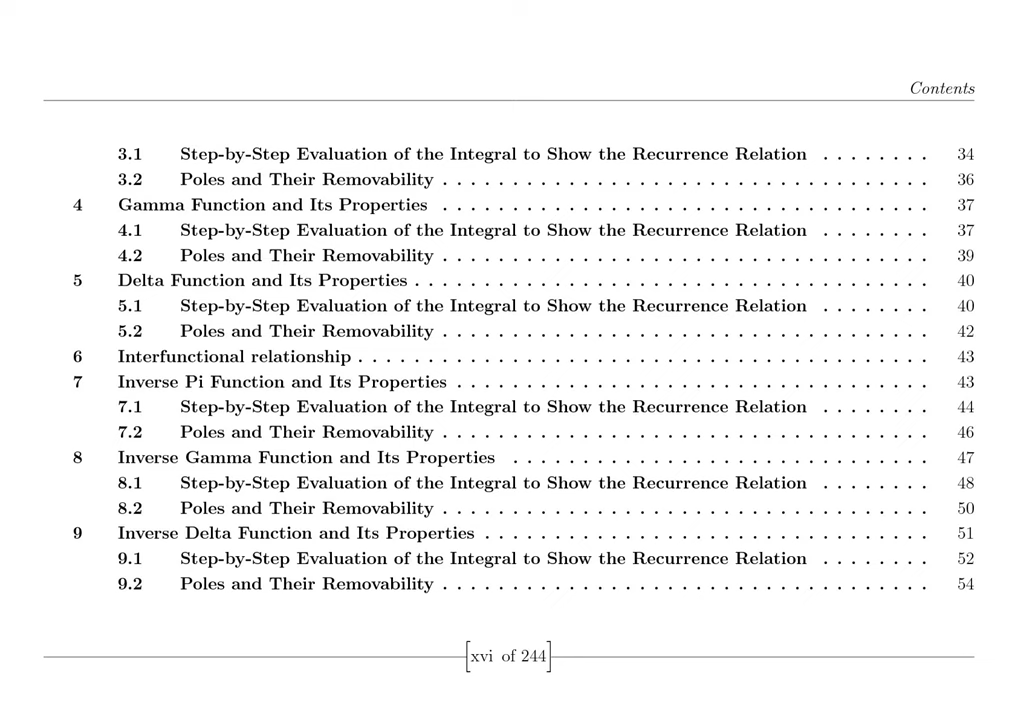 Contents
3.1 Step-by-Step Evaluation of the Integral to Show the Recurrence Relation . . . . . . . . 34
3.2 Poles and Their Removability . . . . . . . . . . . . . . . . . . . . . . . . . . . . . . . . . . . 36
4 Gamma Function and Its Properties . . . . . . . . . . . . . . . . . . . . . . . . . . . . . . . . . . . 37
4.1 Step-by-Step Evaluation of the Integral to Show the Recurrence Relation . . . . . . . . 37
4.2 Poles and Their Removability . . . . . . . . . . . . . . . . . . . . . . . . . . . . . . . . . . . 39
5 Delta Function and Its Properties . . . . . . . . . . . . . . . . . . . . . . . . . . . . . . . . . . . . . 40
5.1 Step-by-Step Evaluation of the Integral to Show the Recurrence Relation . . . . . . . . 40
5.2 Poles and Their Removability . . . . . . . . . . . . . . . . . . . . . . . . . . . . . . . . . . . 42
6 Interfunctional relationship . . . . . . . . . . . . . . . . . . . . . . . . . . . . . . . . . . . . . . . . . 43
7 Inverse Pi Function and Its Properties . . . . . . . . . . . . . . . . . . . . . . . . . . . . . . . . . . 43
7.1 Step-by-Step Evaluation of the Integral to Show the Recurrence Relation . . . . . . . . 44
7.2 Poles and Their Removability . . . . . . . . . . . . . . . . . . . . . . . . . . . . . . . . . . . 46
8 Inverse Gamma Function and Its Properties . . . . . . . . . . . . . . . . . . . . . . . . . . . . . . 47
8.1 Step-by-Step Evaluation of the Integral to Show the Recurrence Relation . . . . . . . . 48
8.2 Poles and Their Removability . . . . . . . . . . . . . . . . . . . . . . . . . . . . . . . . . . . 50
9 Inverse Delta Function and Its Properties . . . . . . . . . . . . . . . . . . . . . . . . . . . . . . . . 51
9.1 Step-by-Step Evaluation of the Integral to Show the Recurrence Relation . . . . . . . . 52
9.2 Poles and Their Removability . . . . . . . . . . . . . . . . . . . . . . . . . . . . . . . . . . . 54
[xvi of 244]